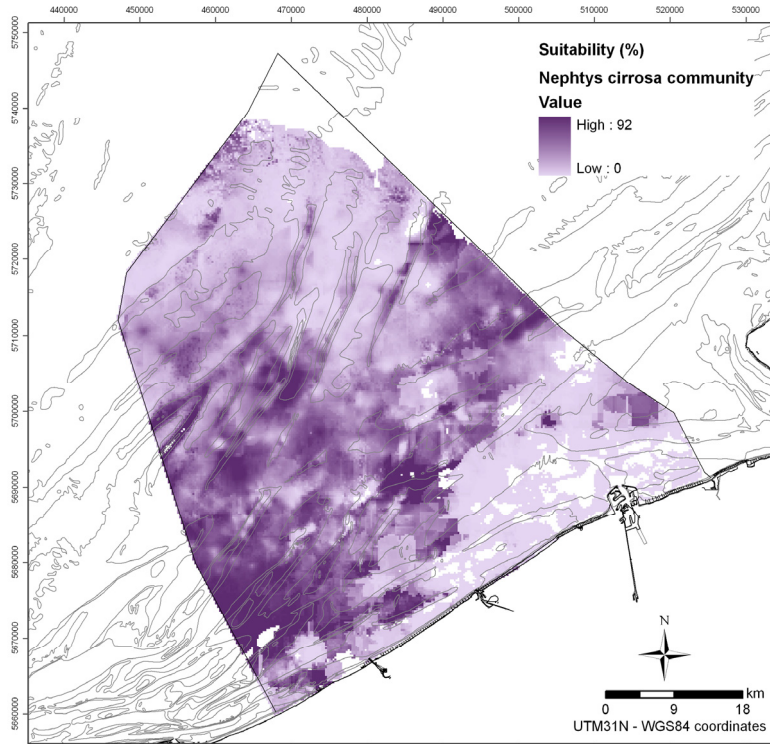 440000 450000 460000 470000 480000 490000 500000 510000 520000 530000
5750000
5740000
5730000
5720000
5710000
5700000
5690000
5680000
5670000
5660000
Suitability (%)
Nephtys cirrosa community
Value
High : 92
Low : 0
N
km
0 9 18
UTM31N - WGS84 coordinates